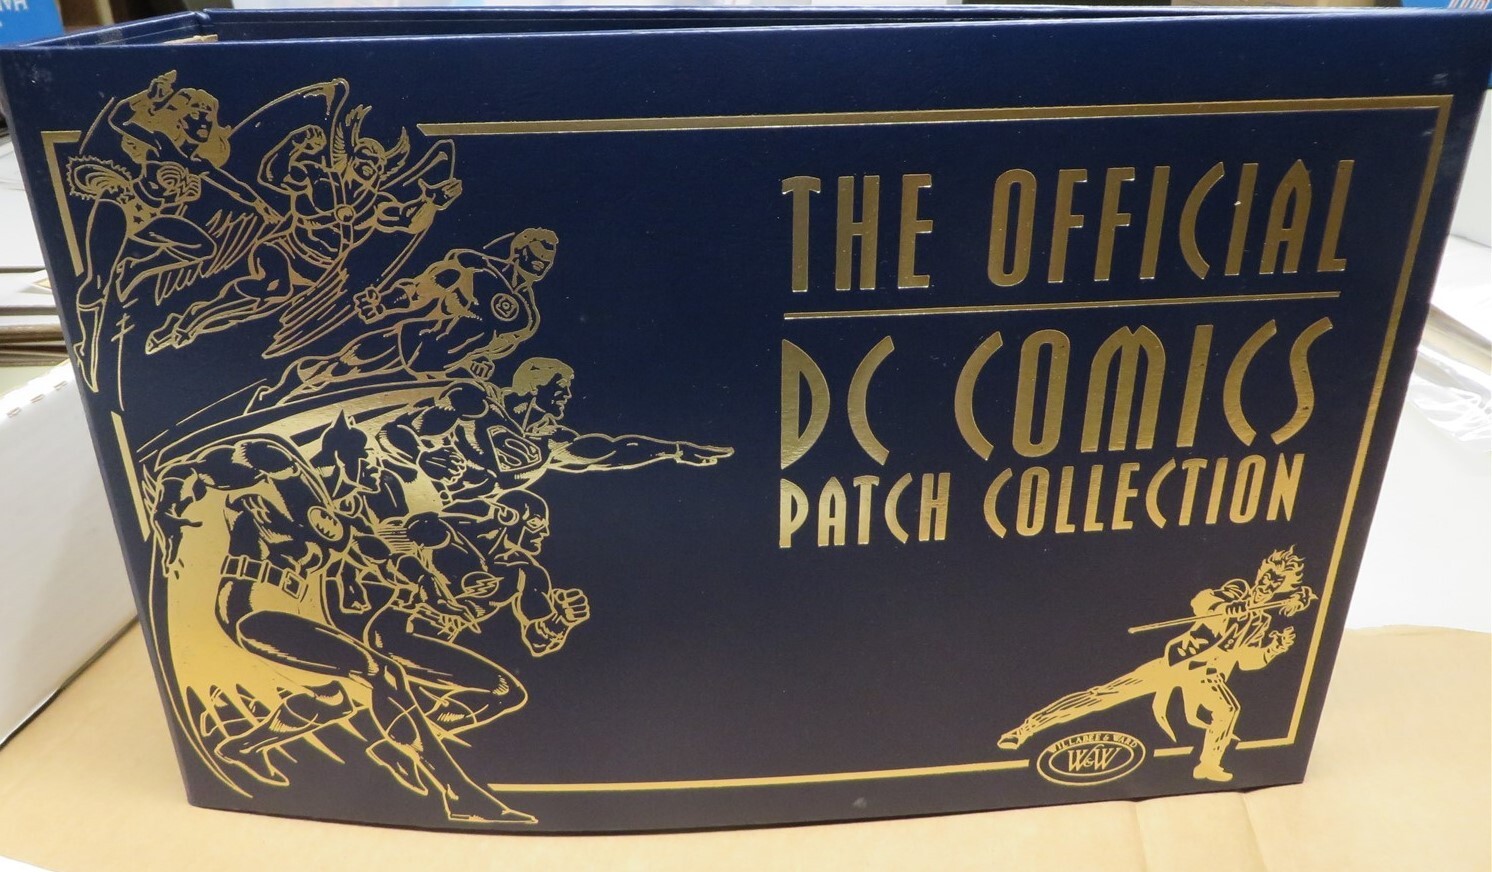 THE OFFICIAL
DC COMICS
PATCH COLLECTION
WILLABEE & WARD
W&W